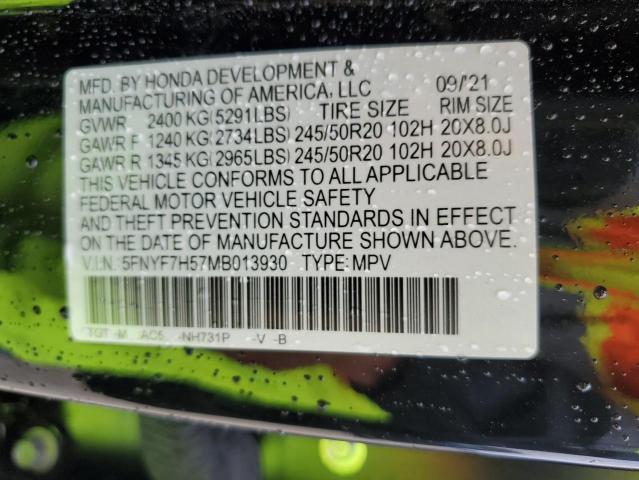 MFD. BY HONDA DEVELOPMENT & 09/'21
MANUFACTURING OF AMERICA, LLC
GVWR 2400 KG(5291LBS) TIRE SIZE RIM SIZE
GAWR F 1240 KG(2734LBS) 245/50R20 102H 20X8.0J
GAWR R 1345 KG(2965LBS) 245/50R20 102H 20X8.0J
THIS VEHICLE CONFORMS TO ALL APPLICABLE
FEDERAL MOTOR VEHICLE SAFETY
AND THEFT PREVENTION STANDARDS IN EFFECT
ON THE DATE OF MANUFACTURE SHOWN ABOVE.
V.I.N.: 5FNYF7H57MB013930 TYPE: MPV
-NH731P -V -B